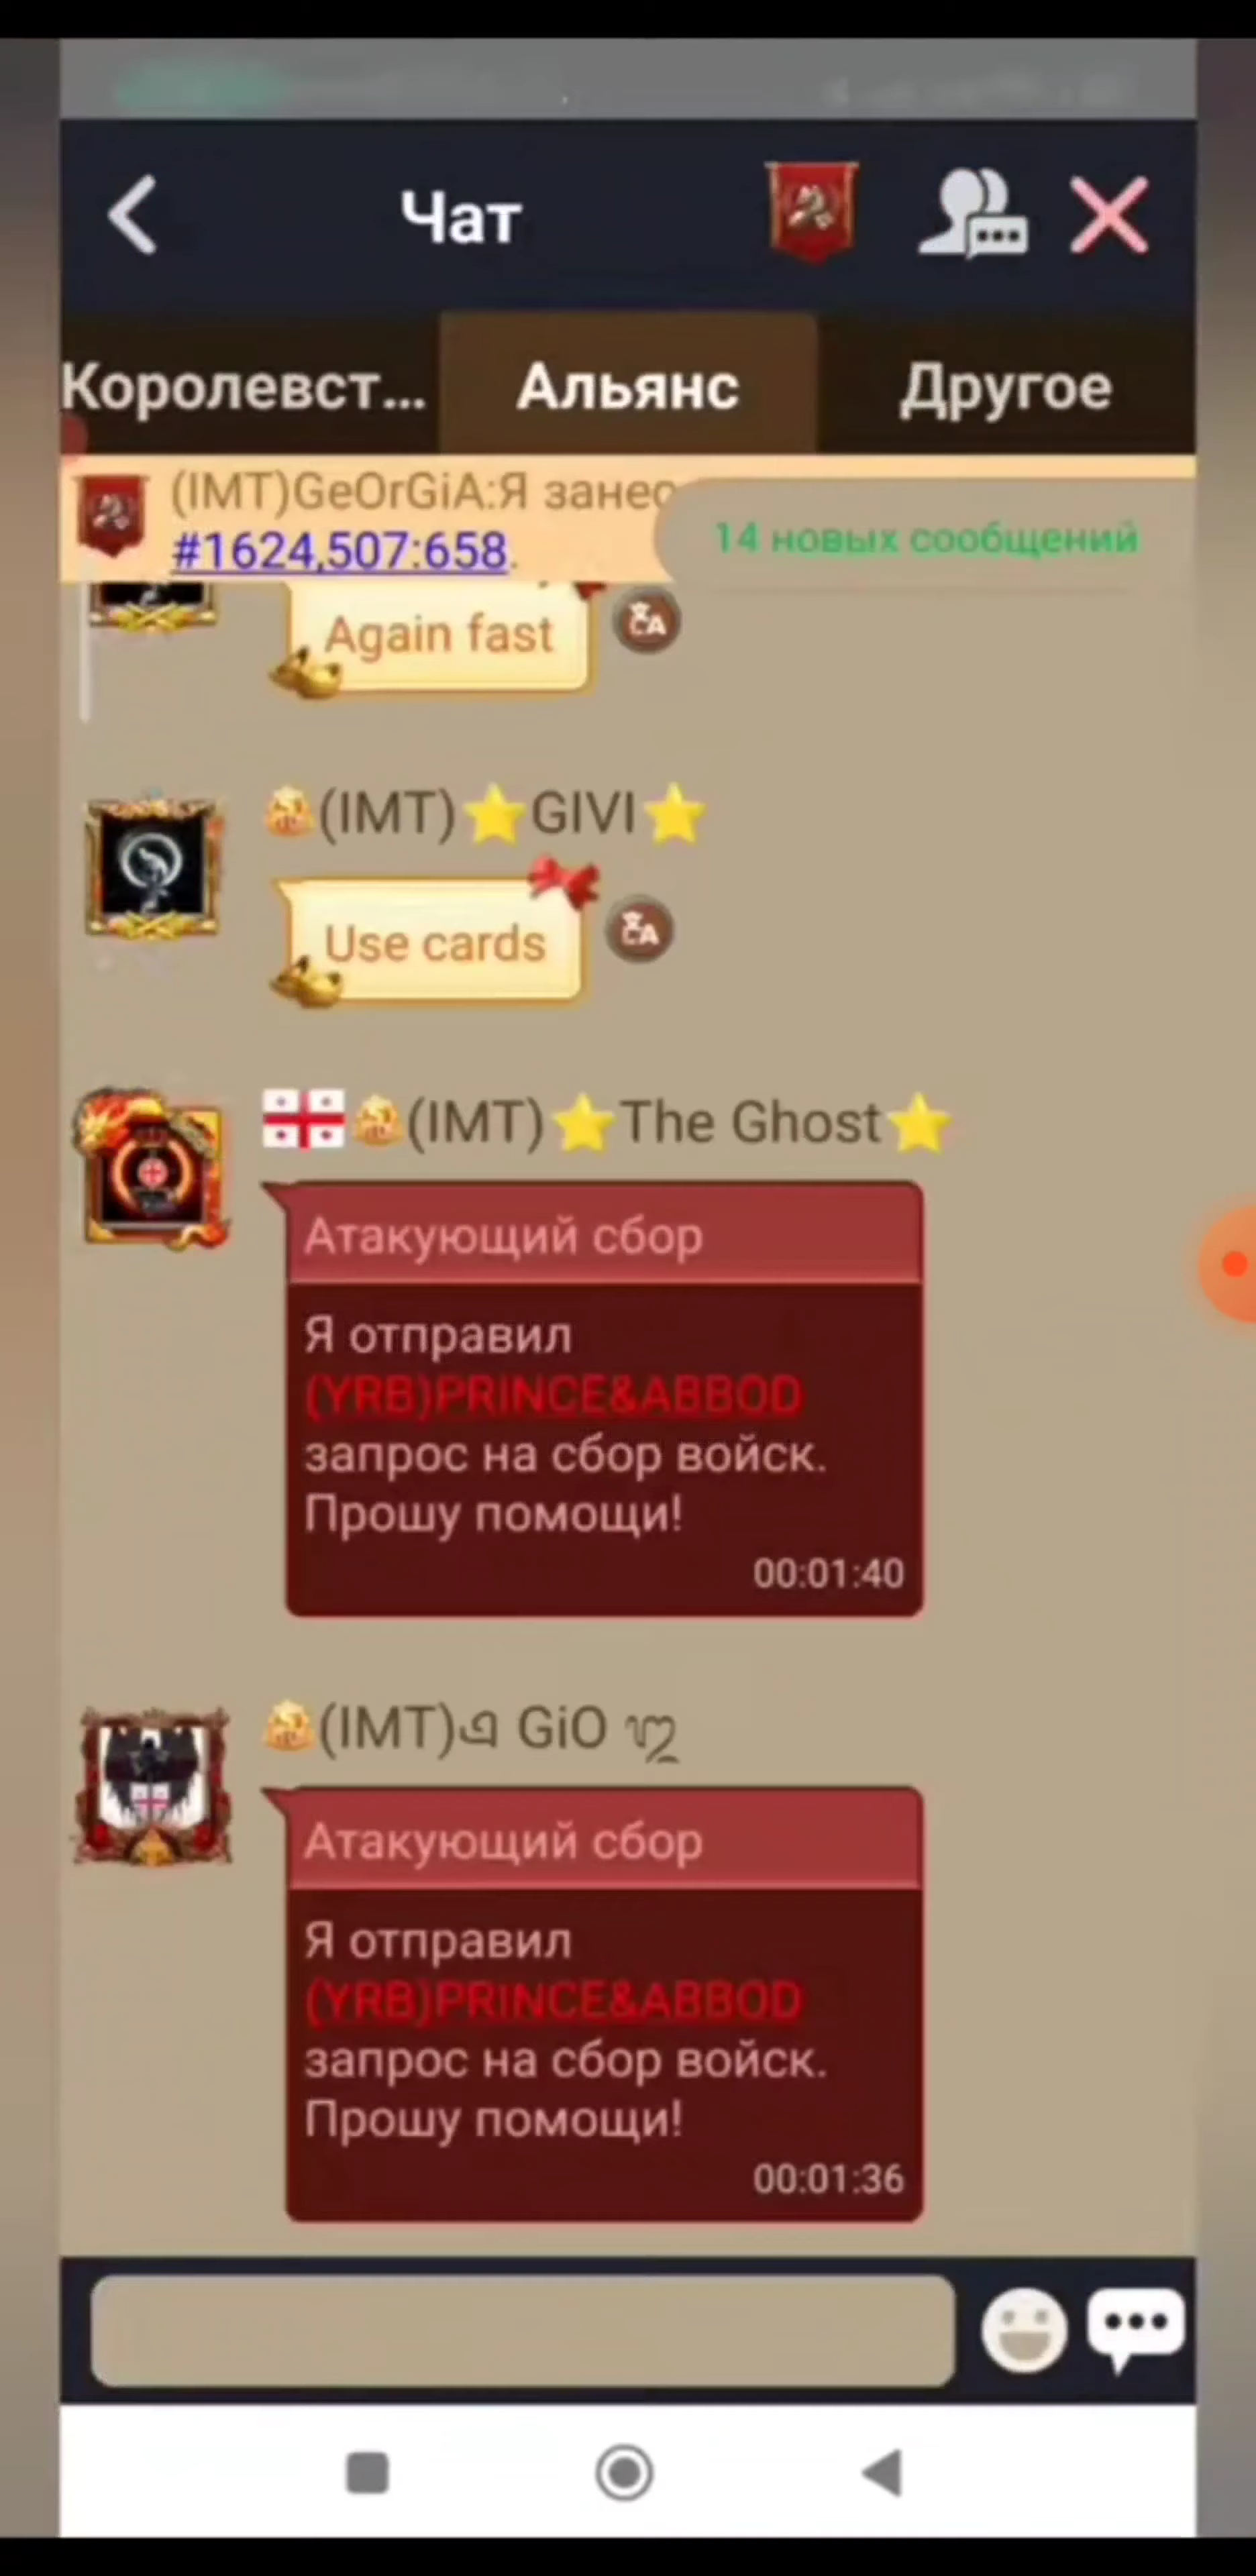 Чат
Королевст... Альянс Другое
(IMT)GeOrGiA:Я занес
#1624,507:658.
14 новых сообщений
Again fast
(IMT)⭐GIVI⭐
Use cards
(IMT)⭐The Ghost⭐
Атакующий сбор
Я отправил
(YRB)PRINCE&ABBOD
запрос на сбор войск.
Прошу помощи!
00:01:40
(IMT) GiO
Атакующий сбор
Я отправил
(YRB)PRINCE&ABBOD
запрос на сбор войск.
Прошу помощи!
00:01:36